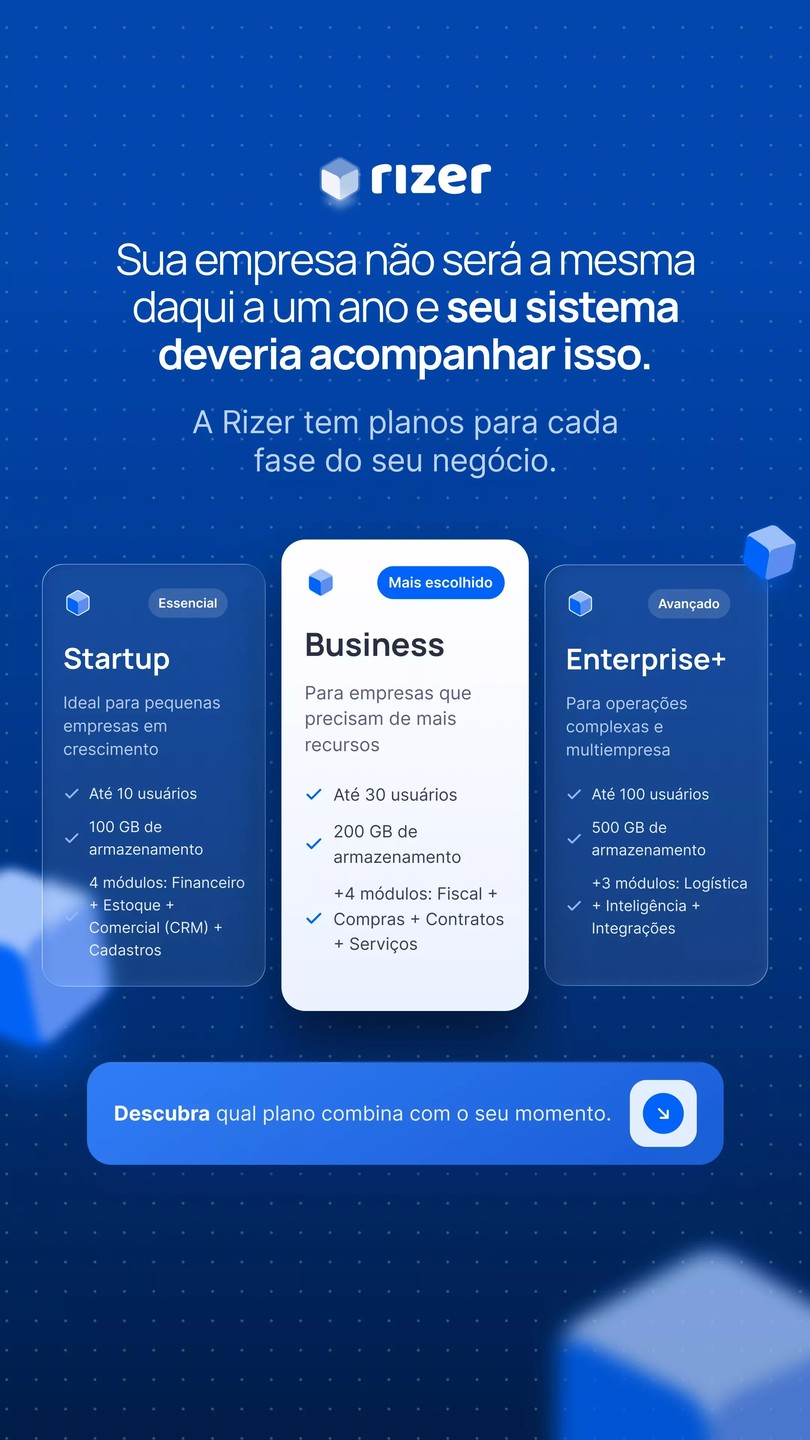 rizer
Sua empresa não será a mesma
daqui a um ano e seu sistema
deveria acompanhar isso.
A Rizer tem planos para cada
fase do seu negócio.
Essencial
Startup
Ideal para pequenas
empresas em
crescimento
Até 10 usuários
100 GB de
armazenamento
4 módulos: Financeiro
+ Estoque +
Comercial (CRM) +
Cadastros
Mais escolhido
Business
Para empresas que
precisam de mais
recursos
Até 30 usuários
200 GB de
armazenamento
+4 módulos: Fiscal +
Compras + Contratos
+ Serviços
Avançado
Enterprise+
Para operações
complexas e
multiempresa
Até 100 usuários
500 GB de
armazenamento
+3 módulos: Logística
+ Inteligência +
Integrações
Descubra qual plano combina com o seu momento.